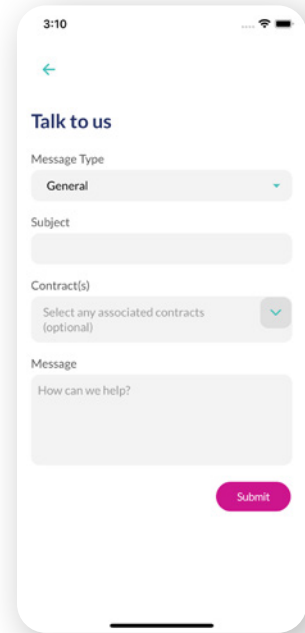 3:10
Talk to us
Message Type
General
Subject
Contract(s)
Select any associated contracts
(optional)
Message
How can we help?
Submit